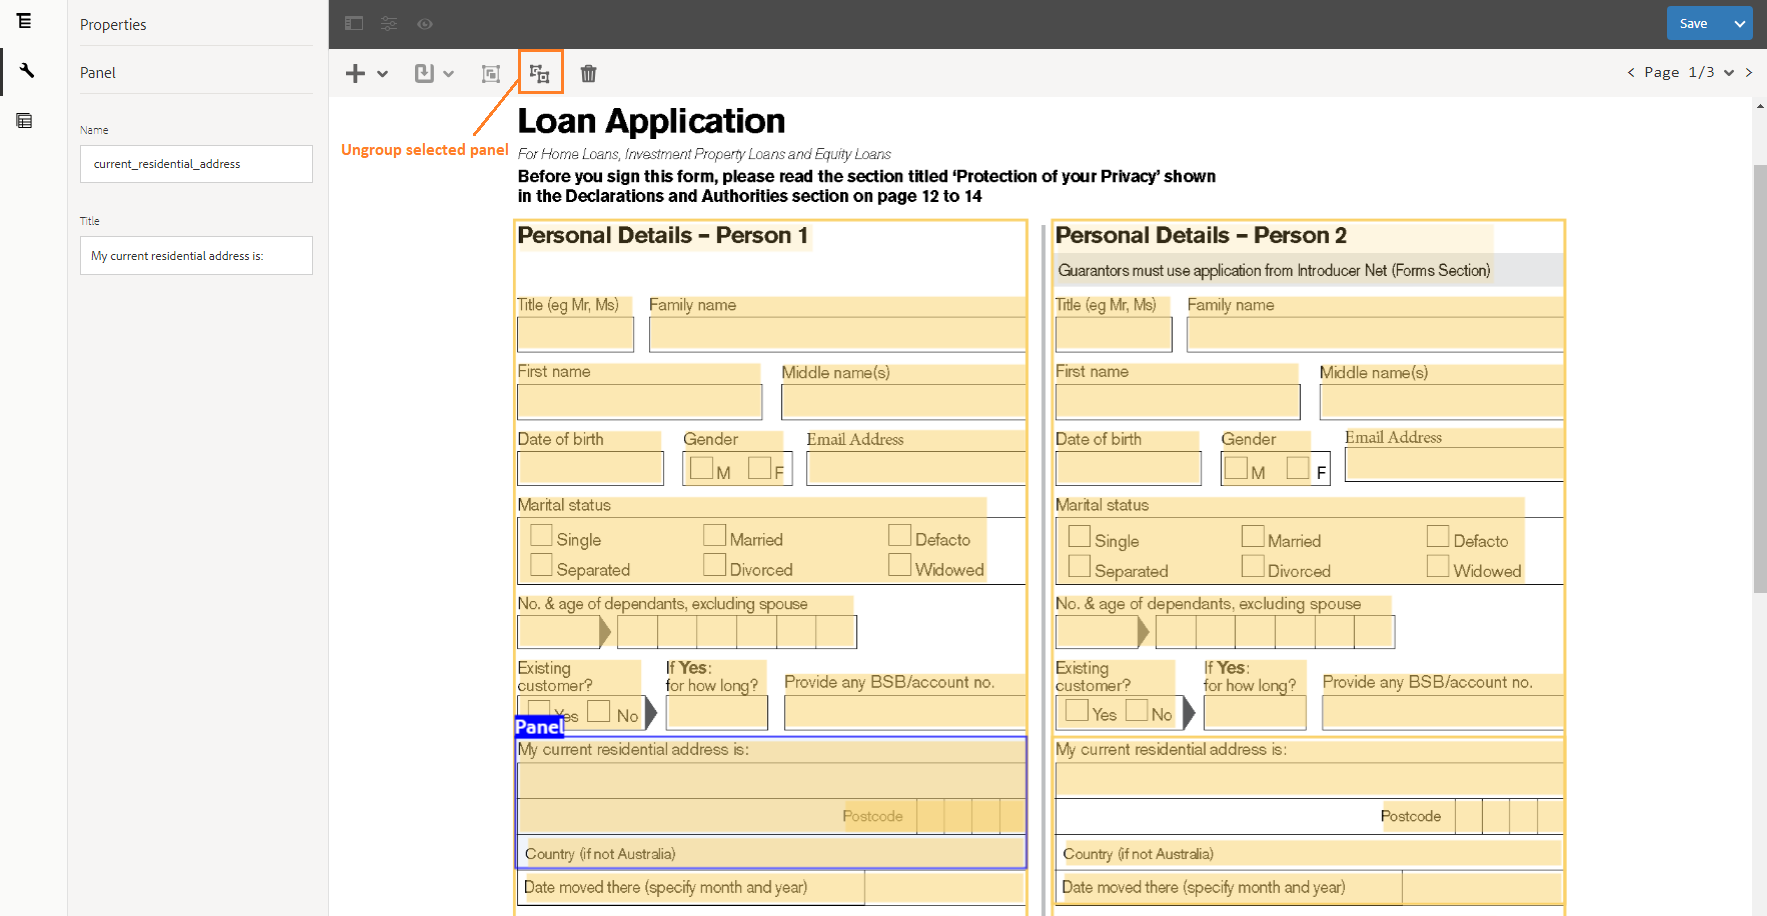 Properties
Panel
Name
current_residential_address
Title
My current residential address is:
Save
Page 1/3
Ungroup selected panel
Loan Application
For Home Loans, Investment Property Loans and Equity Loans
Before you sign this form, please read the section titled ‘Protection of your Privacy’ shown
in the Declarations and Authorities section on page 12 to 14
Personal Details – Person 1
Title (eg Mr, Ms) Family name
First name Middle name(s)
Date of birth Gender Email Address
M F
Marital status
Single Married Defacto
Separated Divorced Widowed
No. & age of dependants, excluding spouse
Existing If Yes:
customer? for how long? Provide any BSB/account no.
Yes No
Panel
My current residential address is:
Postcode
Country (if not Australia)
Date moved there (specify month and year)
Personal Details – Person 2
Guarantors must use application from Introducer Net (Forms Section)
Title (eg Mr, Ms) Family name
First name Middle name(s)
Date of birth Gender Email Address
M F
Marital status
Single Married Defacto
Separated Divorced Widowed
No. & age of dependants, excluding spouse
Existing If Yes:
customer? for how long? Provide any BSB/account no.
Yes No
My current residential address is:
Postcode
Country (if not Australia)
Date moved there (specify month and year)